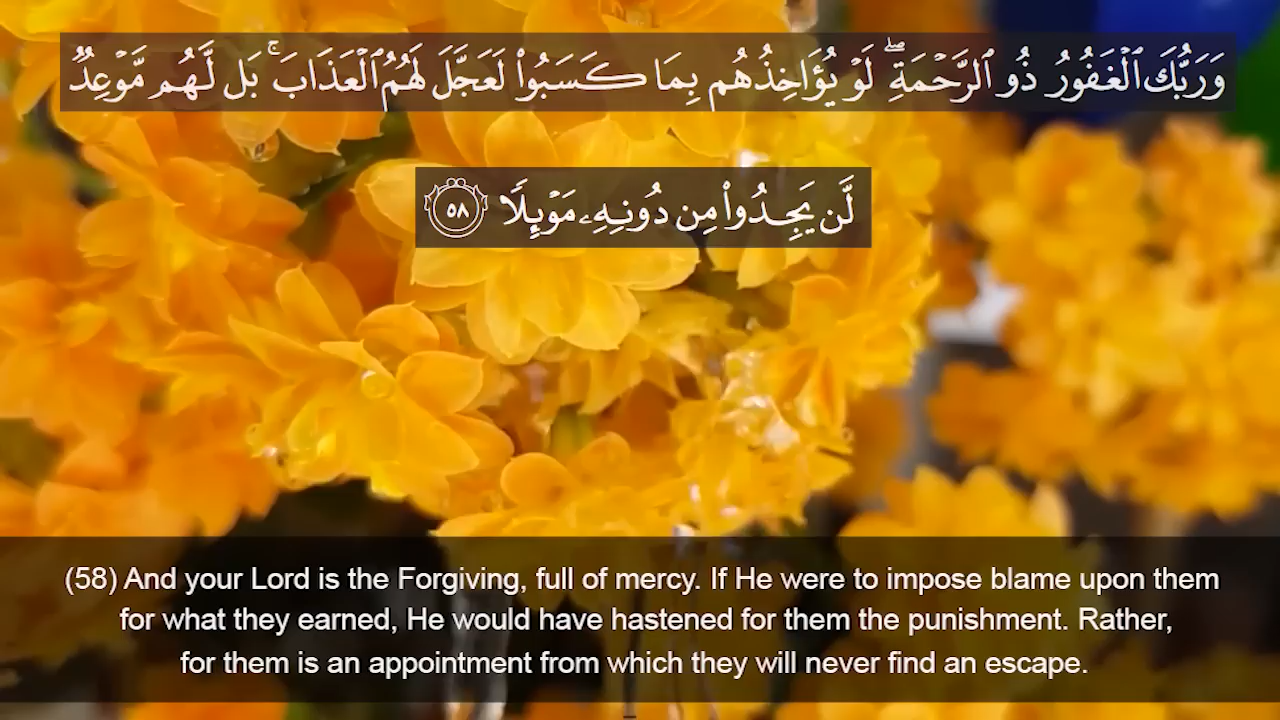 وَرَبُّكَ ٱلْغَفُورُ ذُو ٱلرَّحْمَةِ ۖ لَوْ يُؤَاخِذُهُم بِمَا كَسَبُوا۟ لَعَجَّلَ لَهُمُ ٱلْعَذَابَ ۚ بَل لَّهُم مَّوْعِدٌ
لَّن يَجِدُوا۟ مِن دُونِهِۦ مَوْئِلًا ٥٨
(58) And your Lord is the Forgiving, full of mercy. If He were to impose blame upon them
for what they earned, He would have hastened for them the punishment. Rather,
for them is an appointment from which they will never find an escape.